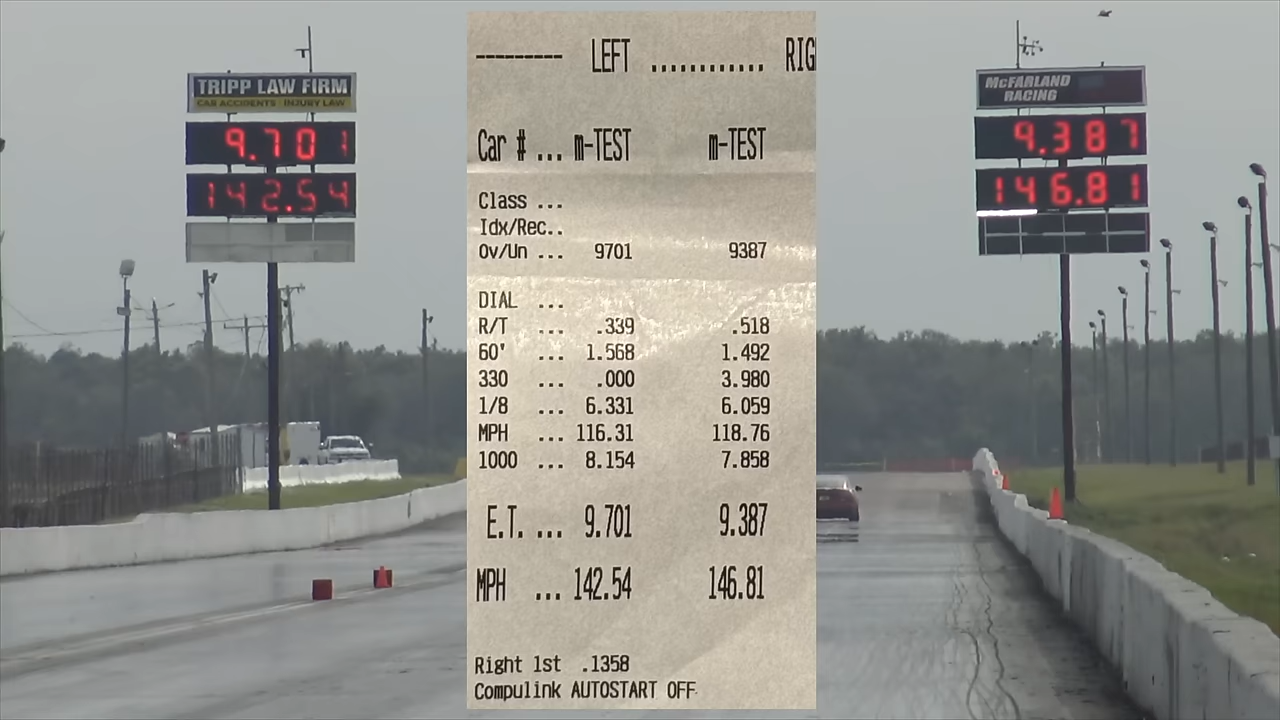 TRIPP LAW FIRM
CAR ACCIDENTS INJURY LAW
9.701
142.54
--------- LEFT ............ RIG
Car # ... m-TEST m-TEST
Class ...
Idx/Rec..
Ov/Un ... 9701 9387
DIAL ...
R/T ... .339 .518
60' ... 1.568 1.492
330 ... .000 3.980
1/8 ... 6.331 6.059
MPH ... 116.31 118.76
1000 ... 8.154 7.858
E.T. ... 9.701 9.387
MPH ... 142.54 146.81
Right 1st .1358
Compulink AUTOSTART OFF
McFARLAND
RACING
9.387
146.81